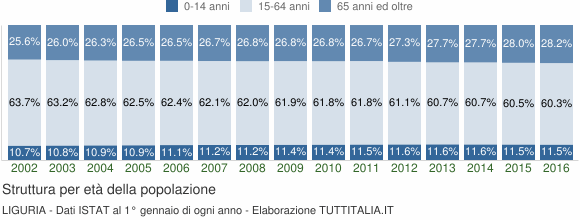 0-14 anni 15-64 anni 65 anni ed oltre
25.6% 26.0% 26.3% 26.5% 26.5% 26.7% 26.8% 26.8% 26.8% 26.7% 27.3% 27.7% 27.7% 28.0% 28.2%
63.7% 63.2% 62.8% 62.5% 62.4% 62.1% 62.0% 61.9% 61.8% 61.8% 61.1% 60.7% 60.7% 60.5% 60.3%
10.7% 10.8% 10.9% 10.9% 11.1% 11.2% 11.2% 11.4% 11.4% 11.5% 11.6% 11.6% 11.6% 11.5% 11.5%
2002 2003 2004 2005 2006 2007 2008 2009 2010 2011 2012 2013 2014 2015 2016
Struttura per età della popolazione
LIGURIA - Dati ISTAT al 1° gennaio di ogni anno - Elaborazione TUTTITALIA.IT